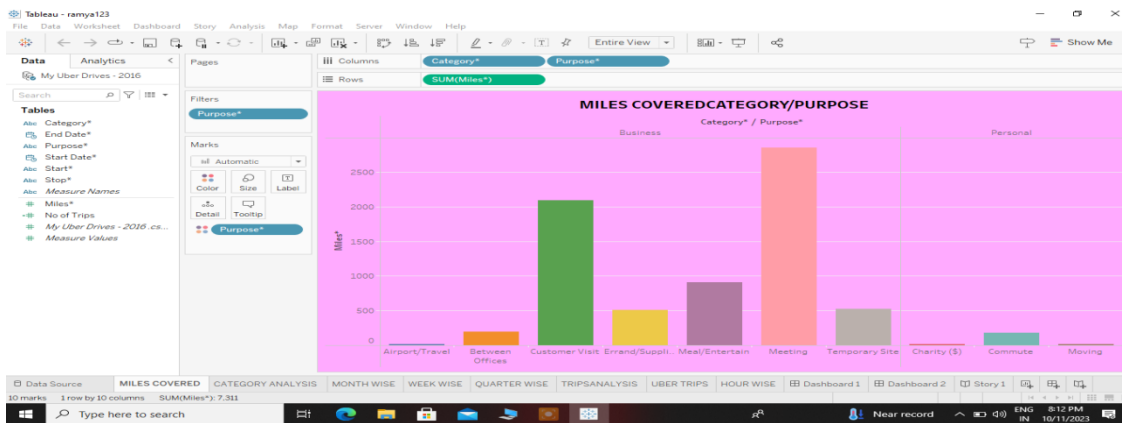 Tableau - ramya123
File Data Worksheet Dashboard Story Analysis Map Format Server Window Help
Entire View
Show Me
Data Analytics <
My Uber Drives - 2016
Search
Tables
Abc Category*
End Date*
Abc Purpose*
Start Date*
Abc Start*
Abc Stop*
Abc Measure Names
# Miles*
=# No of Trips
# My Uber Drives - 2016 .cs...
# Measure Values
Pages
Filters
Purpose*
Marks
Automatic
Color Size Label
Detail Tooltip
Purpose*
Columns Category* Purpose*
Rows SUM(Miles*)
MILES COVEREDCATEGORY/PURPOSE
Category* / Purpose*
Business Personal
Miles*
2500
2000
1500
1000
500
0
Airport/Travel Between Offices Customer Visit Errand/Suppli.. Meal/Entertain Meeting Temporary Site Charity ($) Commute Moving
Data Source MILES COVERED CATEGORY ANALYSIS MONTH WISE WEEK WISE QUARTER WISE TRIPSANALYSIS UBER TRIPS HOUR WISE Dashboard 1 Dashboard 2 Story 1
10 marks 1 row by 10 columns SUM(Miles*): 7,311
Type here to search
Near record
ENG
IN
8:12 PM
10/11/2023